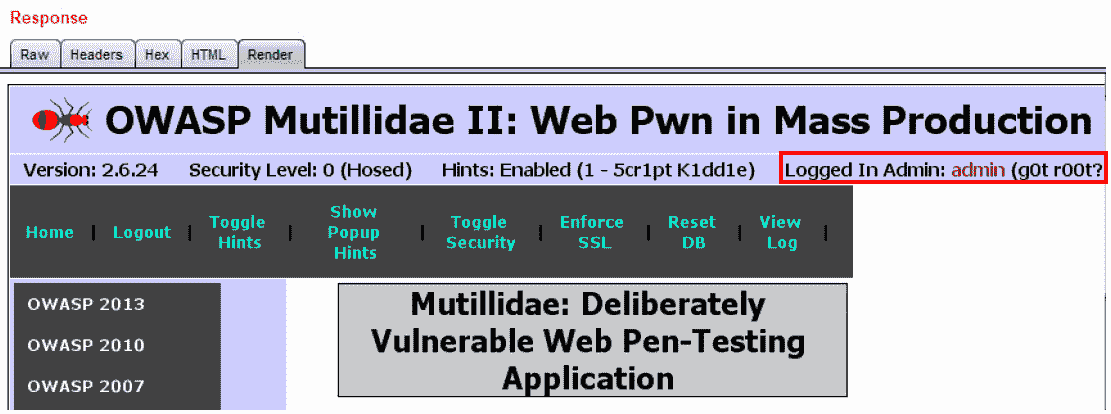 Response
Raw Headers Hex HTML Render
OWASP Mutillidae II: Web Pwn in Mass Production
Version: 2.6.24 Security Level: 0 (Hosed) Hints: Enabled (1 - 5cr1pt K1dd1e) Logged In Admin: admin (g0t r00t?
Home | Logout | Toggle Hints | Show Popup Hints | Toggle Security | Enforce SSL | Reset DB | View Log |
OWASP 2013
OWASP 2010
OWASP 2007
Mutillidae: Deliberately
Vulnerable Web Pen-Testing
Application